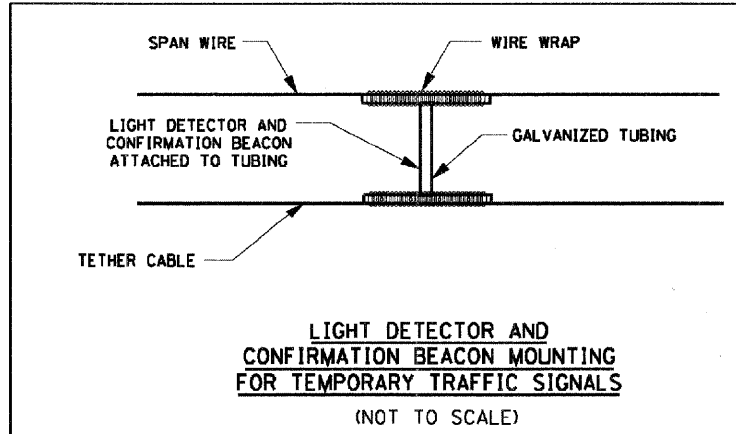 SPAN WIRE
WIRE WRAP
LIGHT DETECTOR AND
CONFIRMATION BEACON
ATTACHED TO TUBING
GALVANIZED TUBING
TETHER CABLE
LIGHT DETECTOR AND
CONFIRMATION BEACON MOUNTING
FOR TEMPORARY TRAFFIC SIGNALS
(NOT TO SCALE)